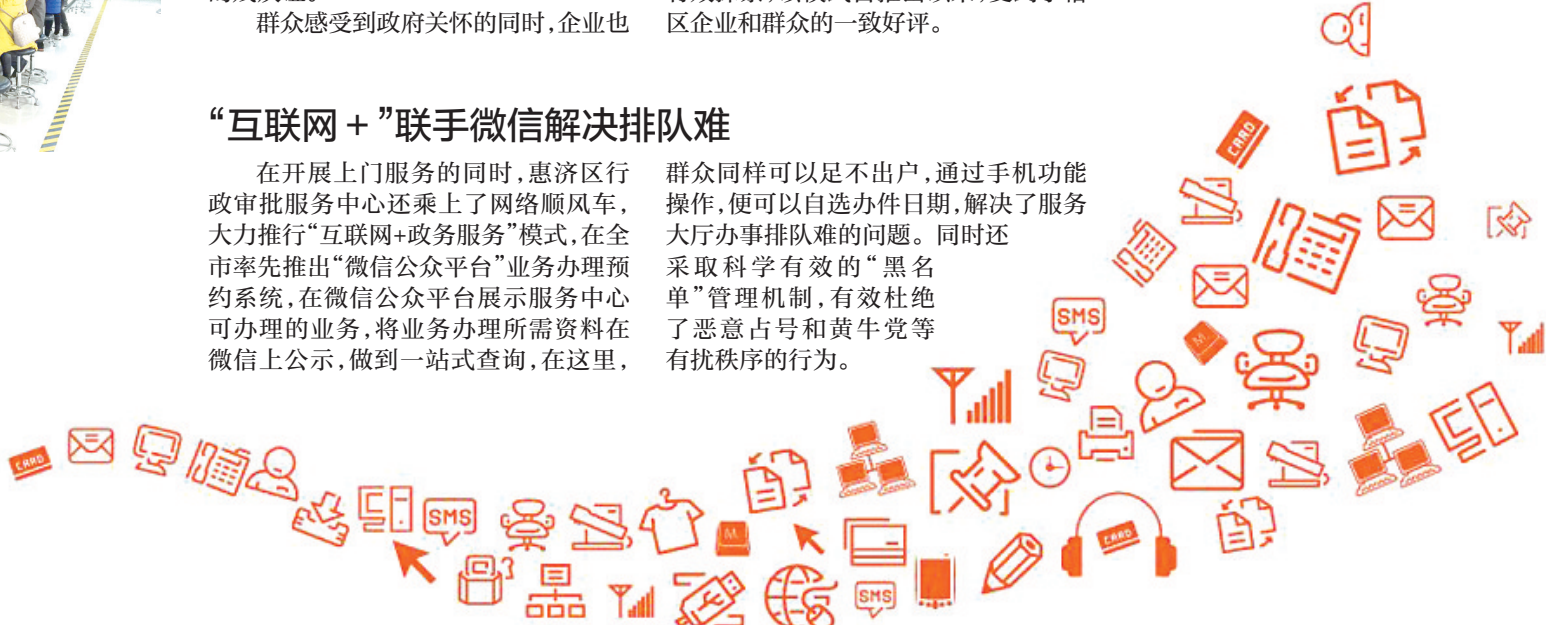 群众感受到政府关怀的同时,企业也
区企业和群众的一致好评。
“互联网+”联手微信解决排队难
在开展上门服务的同时,惠济区行
政审批服务中心还乘上了网络顺风车,
大力推行“互联网+政务服务”模式,在全
市率先推出“微信公众平台”业务办理预
约系统,在微信公众平台展示服务中心
可办理的业务,将业务办理所需资料在
微信上公示,做到一站式查询,在这里,
群众同样可以足不出户,通过手机功能
操作,便可以自选办件日期,解决了服务
大厅办事排队难的问题。同时还
采取科学有效的“黑名
单”管理机制,有效杜绝
了恶意占号和黄牛党等
有扰秩序的行为。
CARD
SMS
M
CARD
SMS
M
CARD
SMS